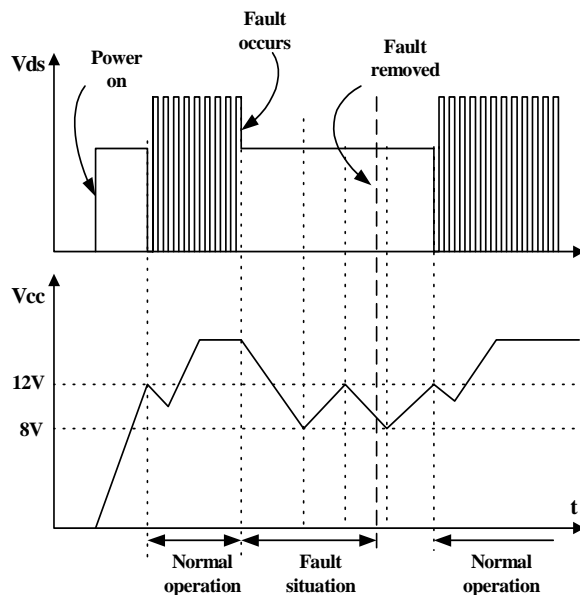 Fault
occurs
Vds
Power
on
Fault
removed
Vcc
12V
8V
t
Normal
operation
Fault
situation
Normal
operation